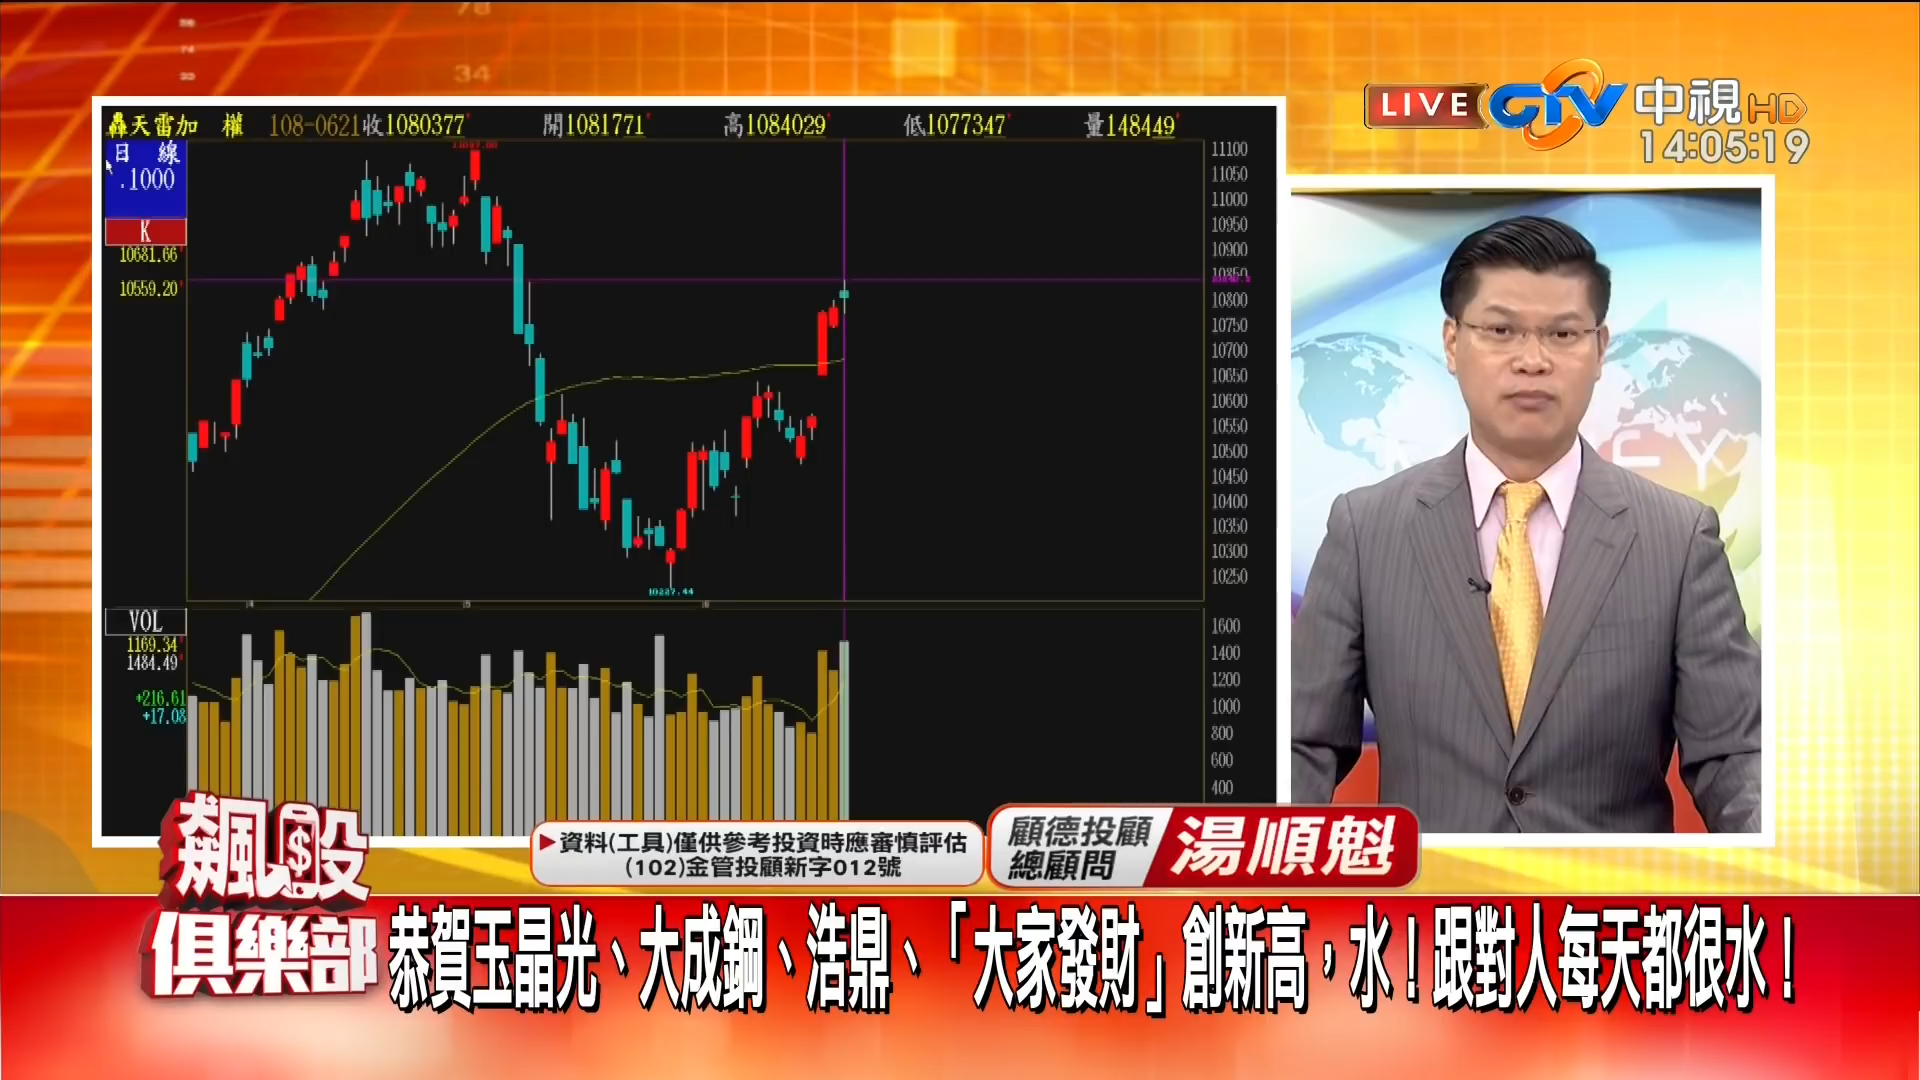 78
34
LIVE CTV 中視 HD
14:05:19
轟天雷加 權 108-0621收1080377 開1081771 高1084029 低1077347 量148449
日 線
.1000
K
10681.66
10559.20
11100
11050
11000
10950
10900
10850
10800
10750
10700
10650
10600
10550
10500
10450
10400
10350
10300
10250
10227.44
4 5 6
VOL
1169.34
1484.49
+216.61
+17.08
1600
1400
1200
1000
800
600
400
飆股
俱樂部
資料(工具)僅供參考投資時應審慎評估
(102)金管投顧新字012號
顧德投顧
總顧問
湯順魁
恭賀玉晶光、大成鋼、浩鼎、「大家發財」創新高，水！跟對人每天都很水！